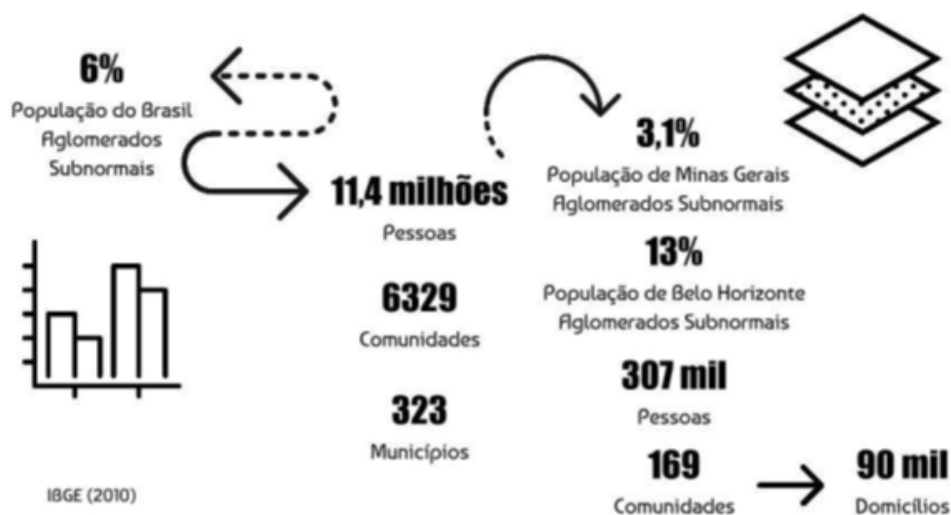 6%
População do Brasil
Aglomerados
Subnormais
11,4 milhões
Pessoas
6329
Comunidades
323
Municípios
3,1%
População de Minas Gerais
Aglomerados Subnormais
13%
População de Belo Horizonte
Aglomerados Subnormais
307 mil
Pessoas
169
Comunidades
90 mil
Domicílios
IBGE (2010)